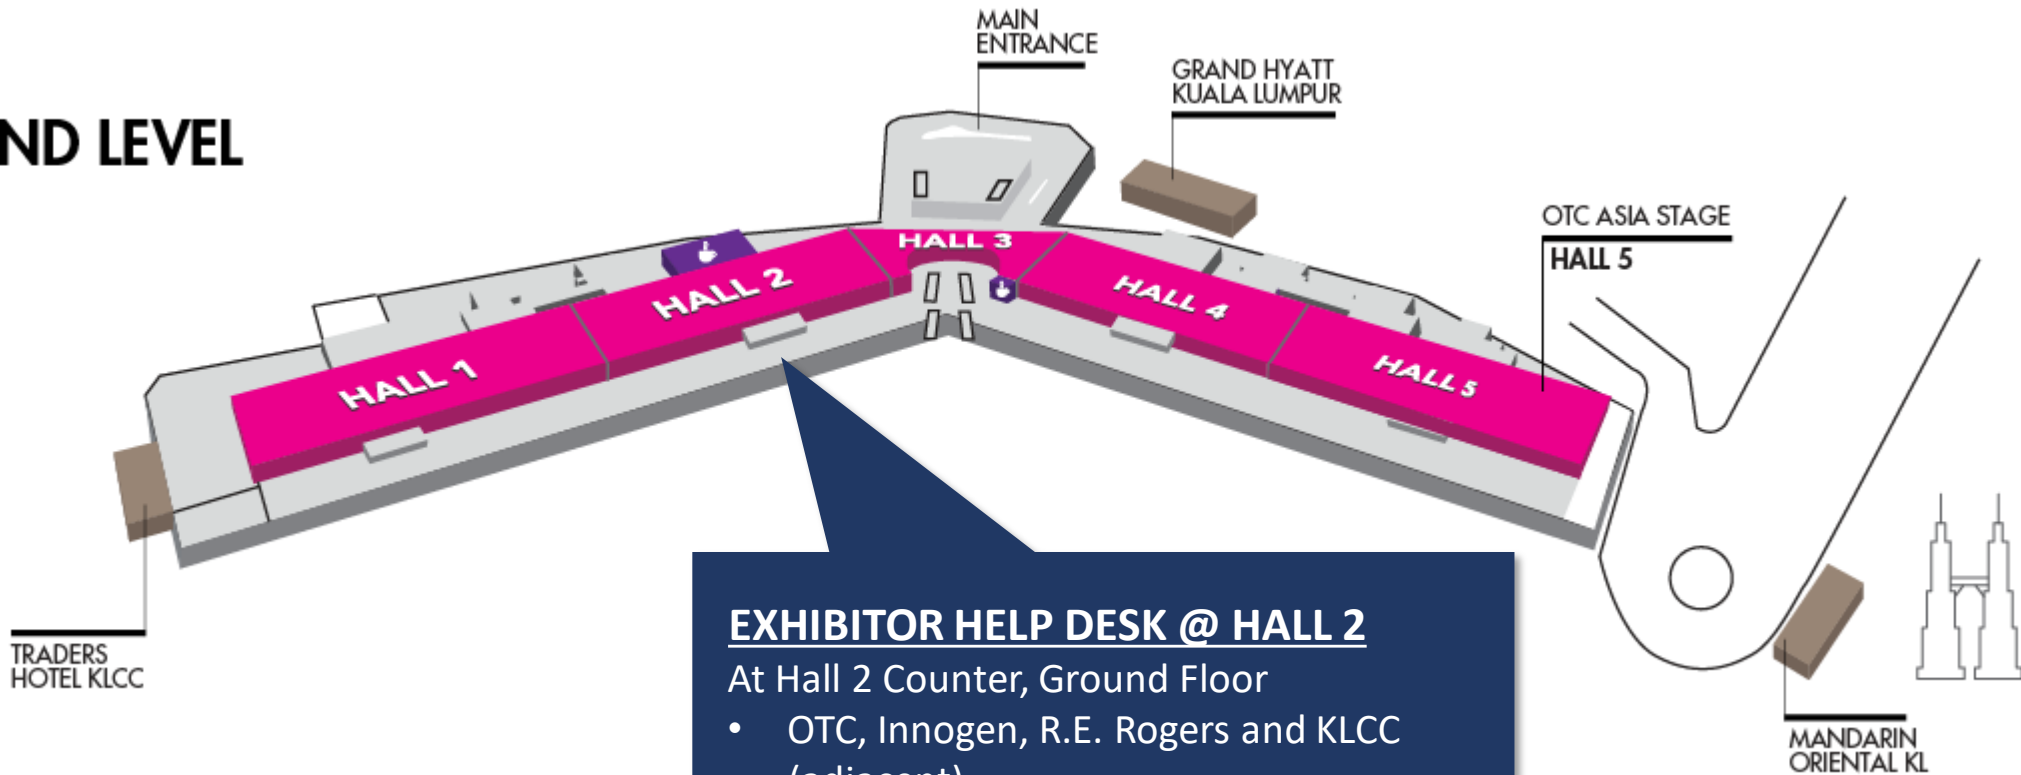 MAIN
ENTRANCE
GRAND HYATT
KUALA LUMPUR
ND LEVEL
OTC ASIA STAGE
HALL 5
HALL 3
HALL 2
HALL 4
HALL 1
HALL 5
TRADERS
HOTEL KLCC
EXHIBITOR HELP DESK @ HALL 2
At Hall 2 Counter, Ground Floor
• OTC, Innogen, R.E. Rogers and KLCC
(adjacent)
MANDARIN
ORIENTAL KL